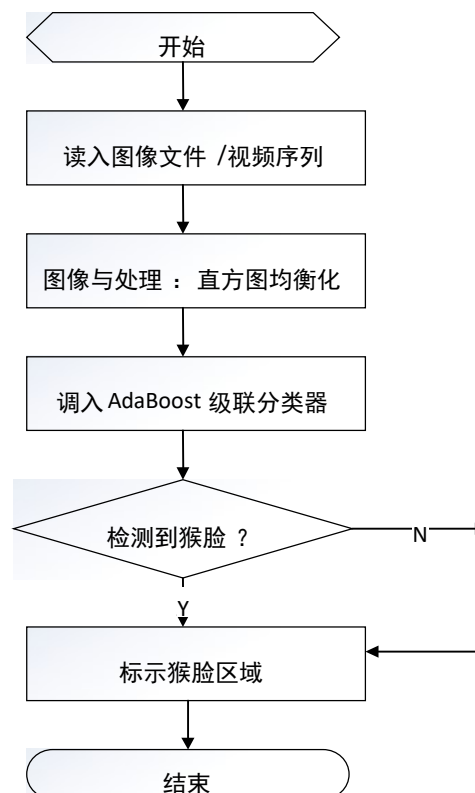 开始
读入图像文件 /视频序列
图像与处理 ： 直方图均衡化
调入 AdaBoost 级联分类器
检测到猴脸 ？
N
Y
标示猴脸区域
结束